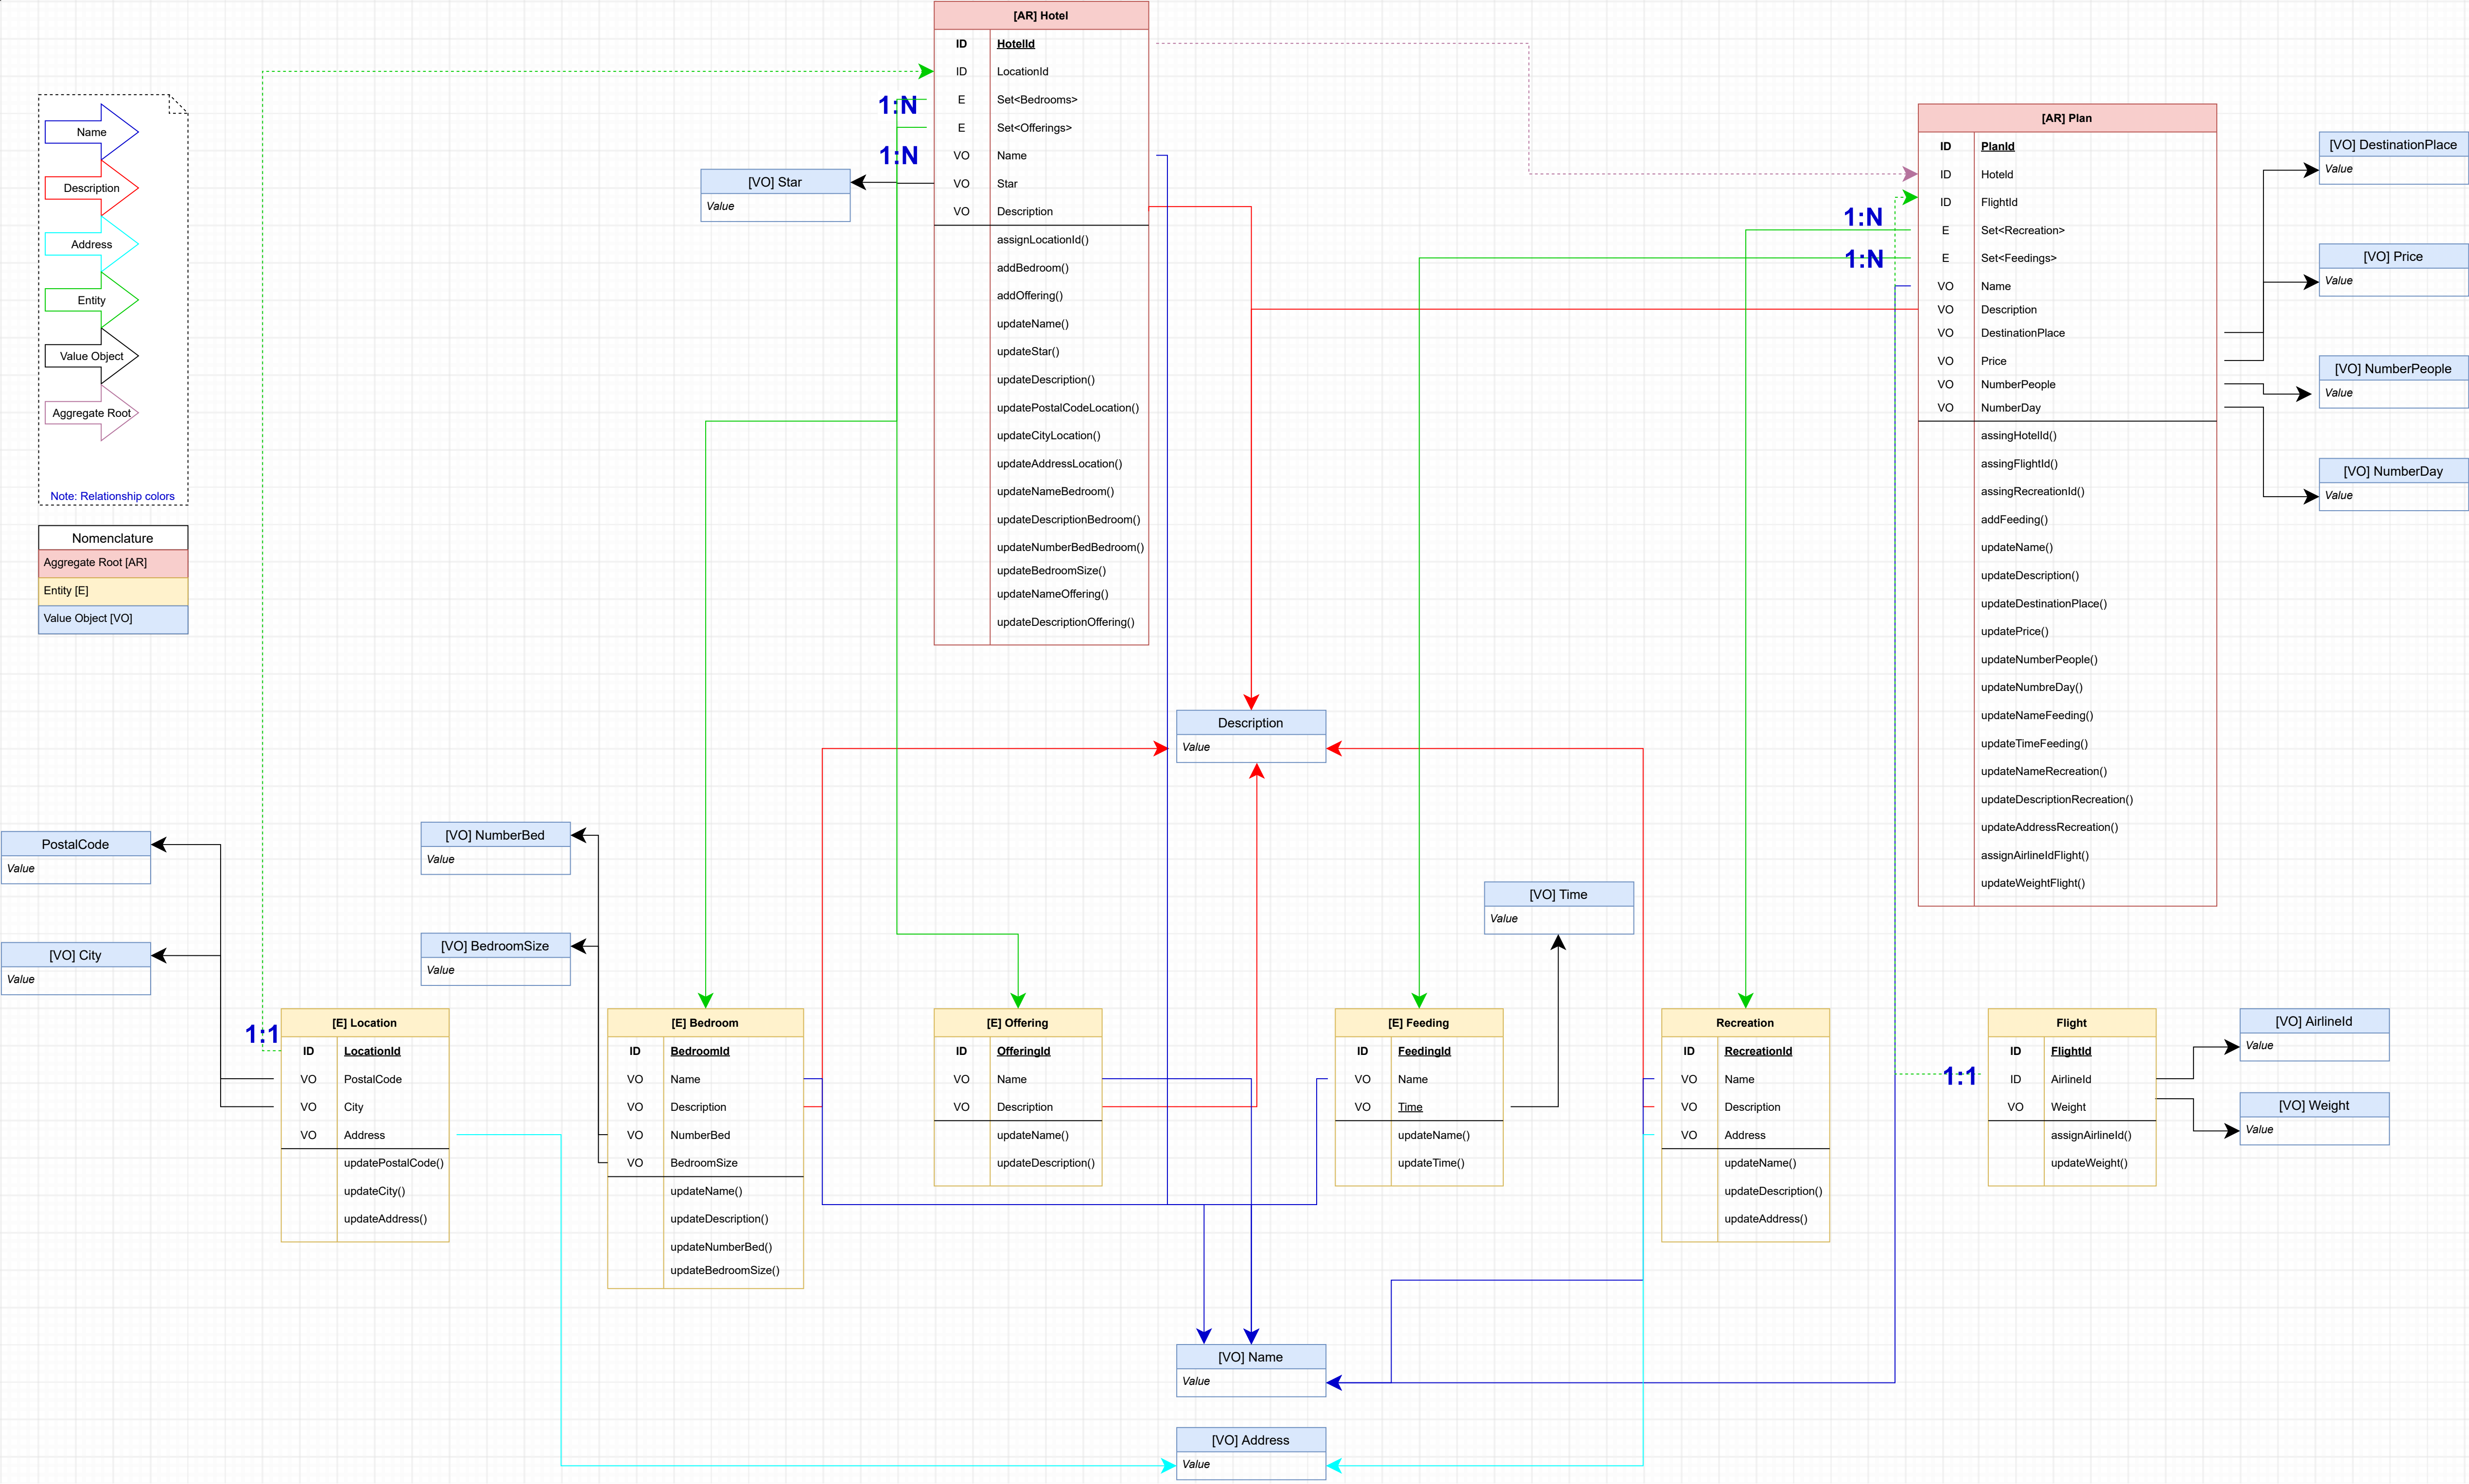 [AR] Hotel
ID HotelId
ID LocationId
E Set<Bedrooms>
E Set<Offerings>
VO Name
VO Star
VO Description
assignLocationId()
addBedroom()
addOffering()
updateName()
updateStar()
updateDescription()
updatePostalCodeLocation()
updateCityLocation()
updateAddressLocation()
updateNameBedroom()
updateDescriptionBedroom()
updateNumberBedBedroom()
updateBedroomSize()
updateNameOffering()
updateDescriptionOffering()
1:N
1:N
[VO] Star
Value
Name
Description
Address
Entity
Value Object
Aggregate Root
Note: Relationship colors
Nomenclature
Aggregate Root [AR]
Entity [E]
Value Object [VO]
[AR] Plan
ID PlanId
ID HoteId
ID FlightId
E Set<Recreation>
E Set<Feedings>
VO Name
VO Description
VO DestinationPlace
VO Price
VO NumberPeople
VO NumberDay
assingHotelId()
assingFlightId()
assingRecreationId()
addFeeding()
updateName()
updateDescription()
updateDestinationPlace()
updatePrice()
updateNumberPeople()
updateNumbreDay()
updateNameFeeding()
updateTimeFeeding()
updateNameRecreation()
updateDescriptionRecreation()
updateAddressRecreation()
assignAirlineIdFlight()
updateWeightFlight()
1:N
1:N
[VO] DestinationPlace
Value
[VO] Price
Value
[VO] NumberPeople
Value
[VO] NumberDay
Value
Description
Value
PostalCode
Value
[VO] City
Value
[VO] NumberBed
Value
[VO] BedroomSize
Value
[VO] Time
Value
1:1
[E] Location
ID LocationId
VO PostalCode
VO City
VO Address
updatePostalCode()
updateCity()
updateAddress()
[E] Bedroom
ID BedroomId
VO Name
VO Description
VO NumberBed
VO BedroomSize
updateName()
updateDescription()
updateNumberBed()
updateBedroomSize()
[E] Offering
ID OfferingId
VO Name
VO Description
updateName()
updateDescription()
[E] Feeding
ID FeedingId
VO Name
VO Time
updateName()
updateTime()
Recreation
ID RecreationId
VO Name
VO Description
VO Address
updateName()
updateDescription()
updateAddress()
1:1
Flight
ID FlightId
ID AirlineId
VO Weight
assignAirlineId()
updateWeight()
[VO] AirlineId
Value
[VO] Weight
Value
[VO] Name
Value
[VO] Address
Value